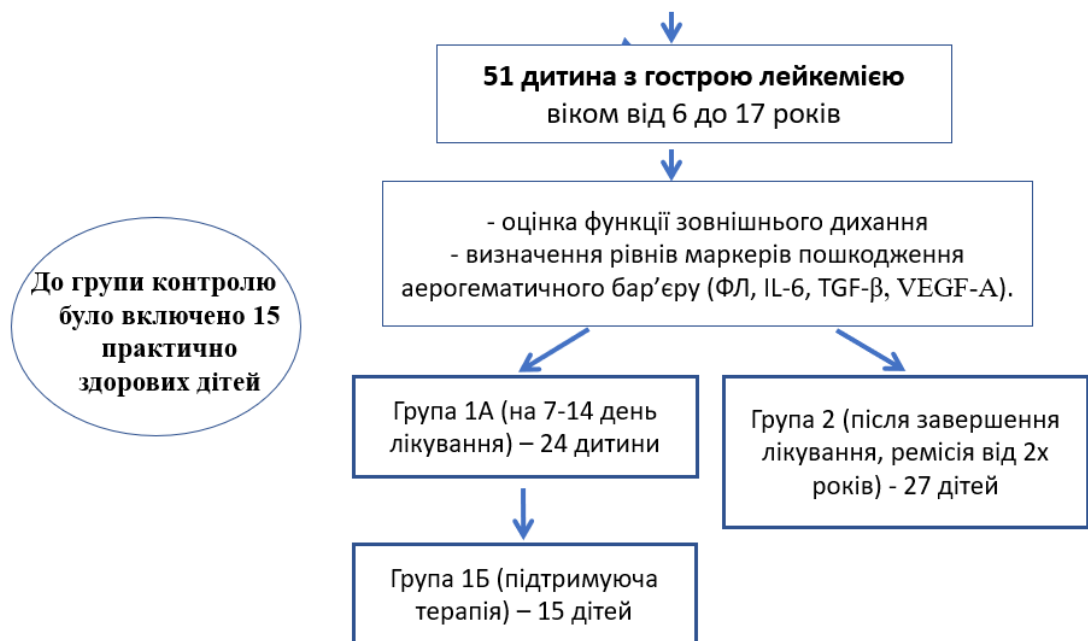 51 дитина з гострою лейкемією
віком від 6 до 17 років
- оцінка функції зовнішнього дихання
- визначення рівнів маркерів пошкодження
аерогематичного бар’єру (ФЛ, IL-6, TGF-β, VEGF-A).
До групи контролю
було включено 15
практично
здорових дітей
Група 1А (на 7-14 день
лікування) – 24 дитини
Група 2 (після завершення
лікування, ремісія від 2х
років) - 27 дітей
Група 1Б (підтримуюча
терапія) – 15 дітей